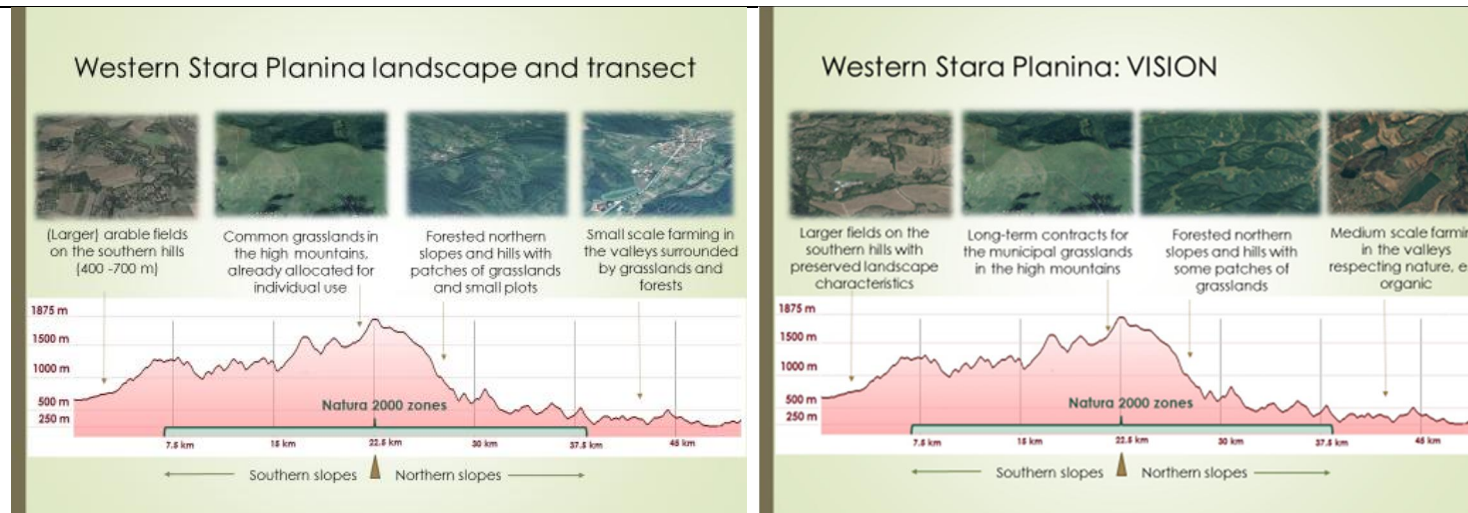 Western Stara Planina landscape and transect
(Larger) arable fields
on the southern hills
(400 -700 m)
Common grasslands in
the high mountains,
already allocated for
individual use
Forested northern
slopes and hills with
patches of grasslands
and small plots
Small scale farming in
the valleys surrounded
by grasslands and
forests
1875 m
1500 m
1000 m
500 m
250 m
Natura 2000 zones
7.5 km
15 km
22.5 km
30 km
37.5 km
45 km
Southern slopes
Northern slopes
Western Stara Planina: VISION
Larger fields on the
southern hills with
preserved landscape
characteristics
Long-term contracts for
the municipal grasslands
in the high mountains
Forested northern
slopes and hills with
some patches of
grasslands
Medium scale farmin
in the valleys
respecting nature, e
organic
1875 m
1500 m
1000 m
500 m
250 m
Natura 2000 zones
7.5 km
15 km
22.5 km
30 km
37.5 km
45 km
Southern slopes
Northern slopes